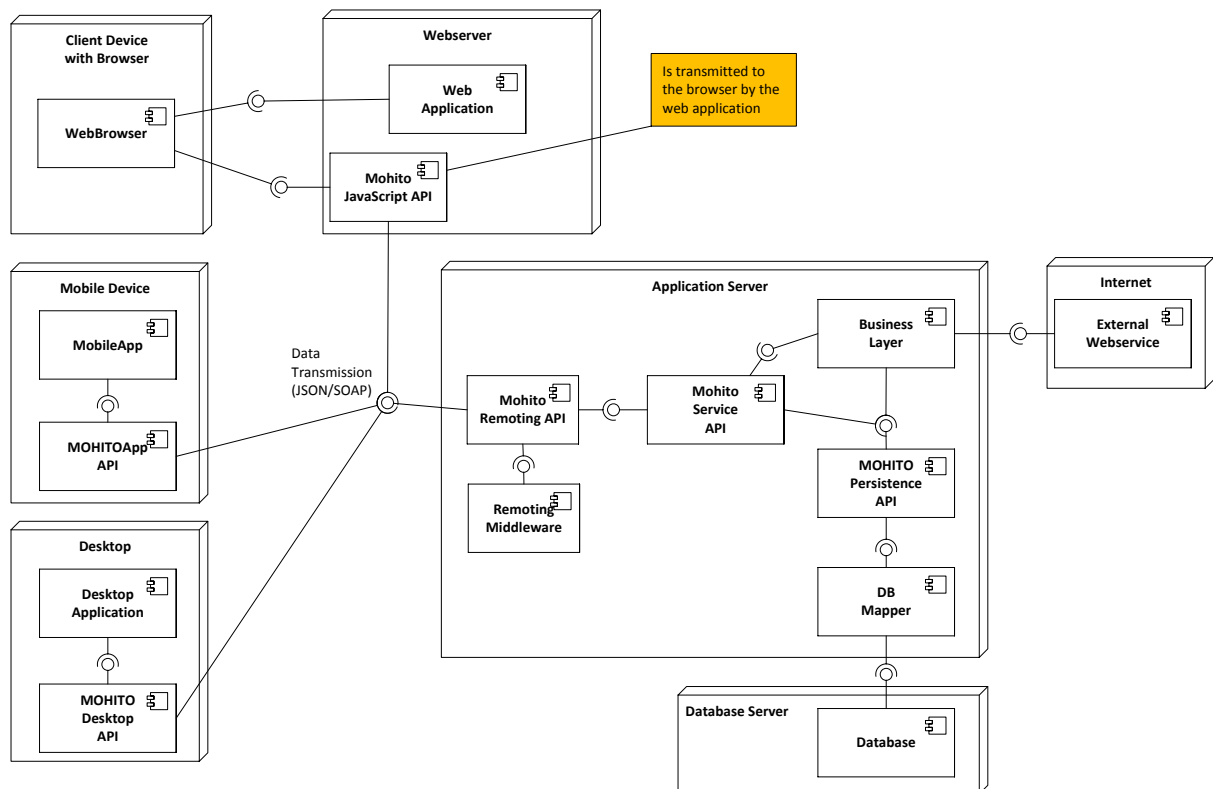 Client Device
with Browser
WebBrowser
Webserver
Web
Application
Mohito
JavaScript API
Is transmitted to
the browser by the
web application
Mobile Device
MobileApp
MOHITOApp
API
Data
Transmission
(JSON/SOAP)
Desktop
Desktop
Application
MOHITO
Desktop
API
Application Server
Mohito
Remoting API
Remoting
Middleware
Mohito
Service
API
Business
Layer
MOHITO
Persistence
API
DB
Mapper
Internet
External
Webservice
Database Server
Database